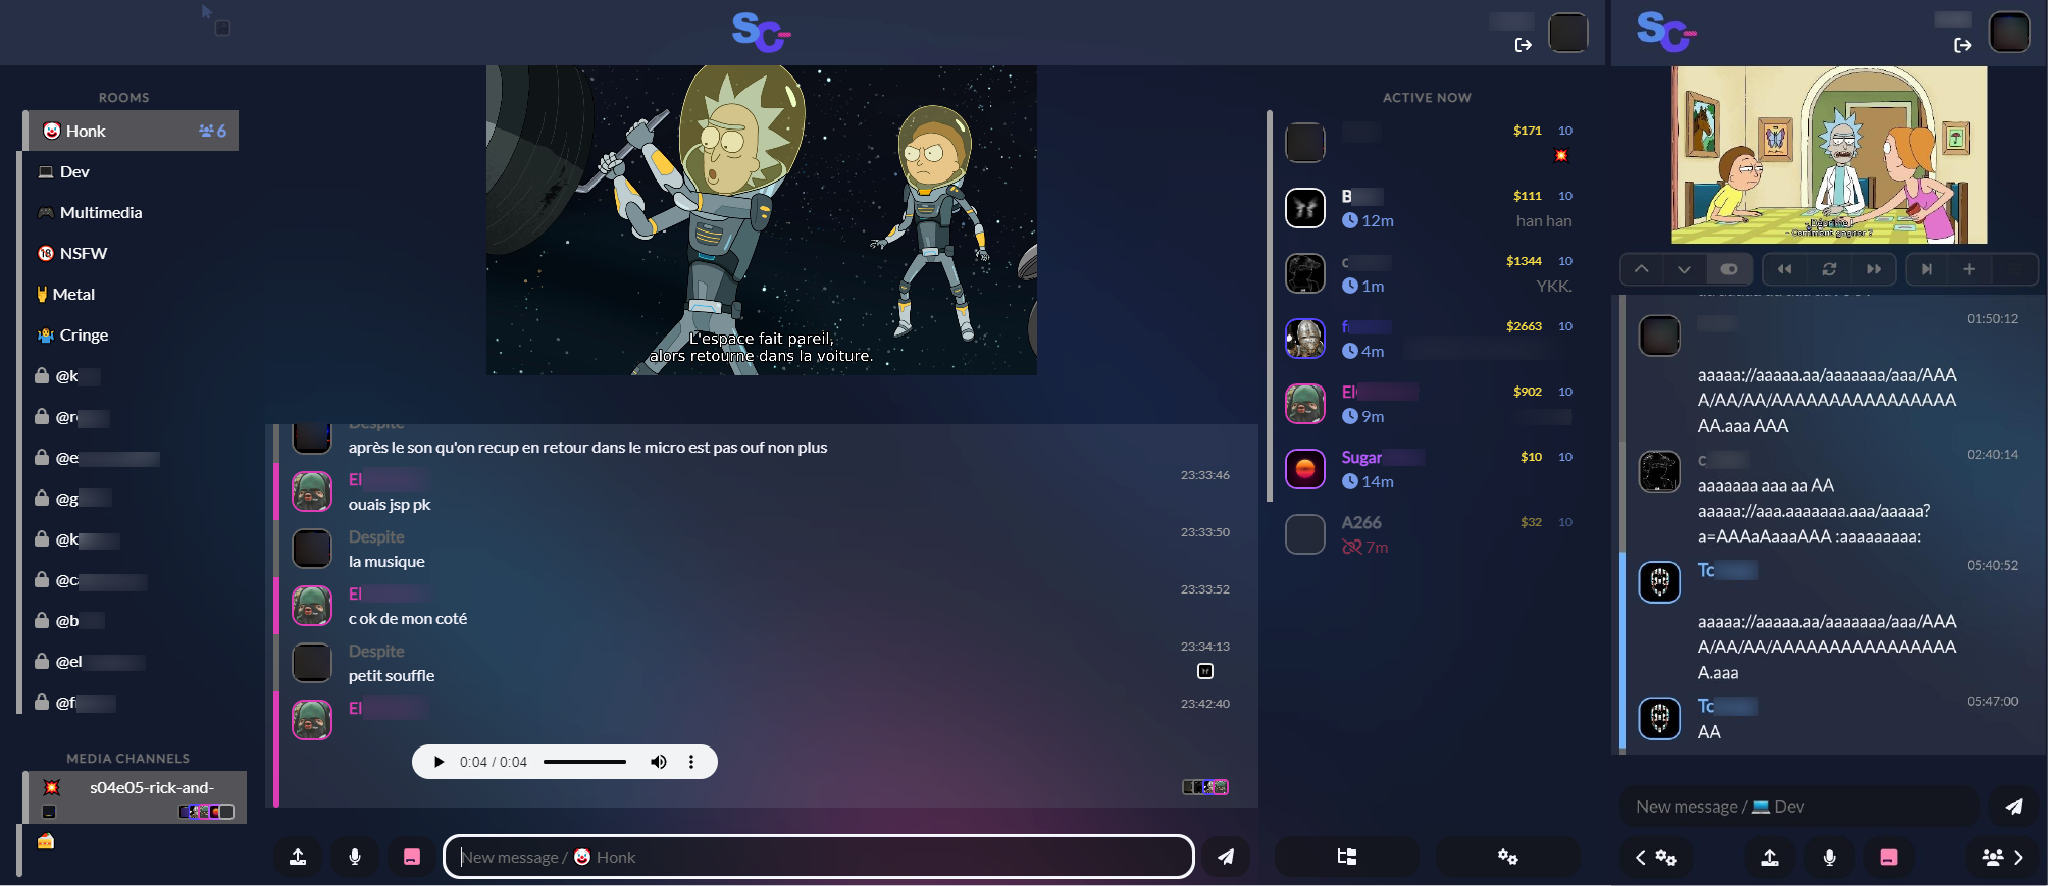 SC-
SC-
ROOMS
Honk 6
Dev
Multimedia
NSFW
Metal
Cringe
@k
@r
@e
@g
@k
@c
@b
@el
@f
MEDIA CHANNELS
s04e05-rick-and-
L'espace fait pareil,
alors retourne dans la voiture.
Despite
après le son qu'on recup en retour dans le micro est pas ouf non plus
El 23:33:46
ouais jsp pk
Despite 23:33:50
la musique
El 23:33:52
c ok de mon coté
Despite 23:34:13
petit souffle
El 23:42:40
0:04 / 0:04
New message / Honk
ACTIVE NOW
$171 10
B $111 10
12m han han
c $1344 10
1m YKK.
f $2663 10
4m
El $902 10
9m
Sugar $10 10
14m
A266 $32 10
7m
- Comment gagner ?
01:50:12
aaaaa://aaaaa.aa/aaaaaaa/aaa/AAA
A/AA/AA/AAAAAAAAAAAAAAAAA
AA.aaa AAA
c 02:40:14
aaaaaaa aaa aa AA
aaaaa://aaa.aaaaaaa.aaa/aaaaa?
a=AAAaAaaaAAA :aaaaaaaaa:
Tc 05:40:52
aaaaa://aaaaa.aa/aaaaaaa/aaa/AAA
A/AA/AA/AAAAAAAAAAAAAAAAA
A.aaa
Tc 05:47:00
AA
New message / Dev